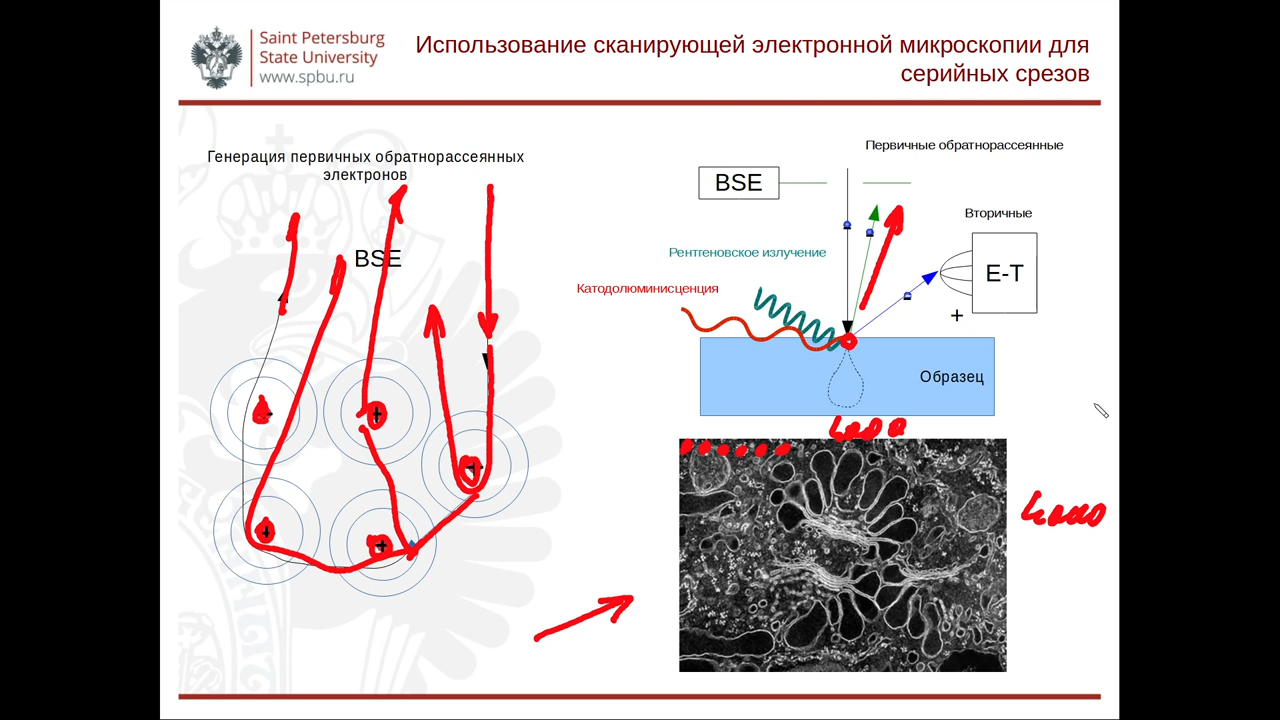 Saint Petersburg
State University
www.spbu.ru
Использование сканирующей электронной микроскопии для
серийных срезов
Генерация первичных обратнорассеянных
электронов
BSE
Первичные обратнорассеянные
BSE
Вторичные
Рентгеновское излучение
E-T
Катодолюминисценция
+
Образец